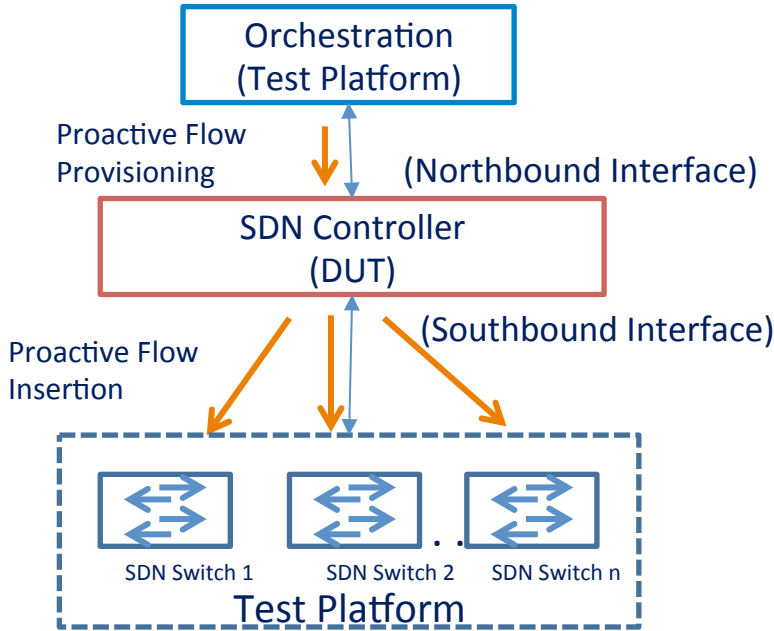 Orchestration
(Test Platform)
Proactive Flow
Provisioning
(Northbound Interface)
SDN Controller
(DUT)
(Southbound Interface)
Proactive Flow
Insertion
. .
SDN Switch 1
SDN Switch 2
SDN Switch n
Test Platform